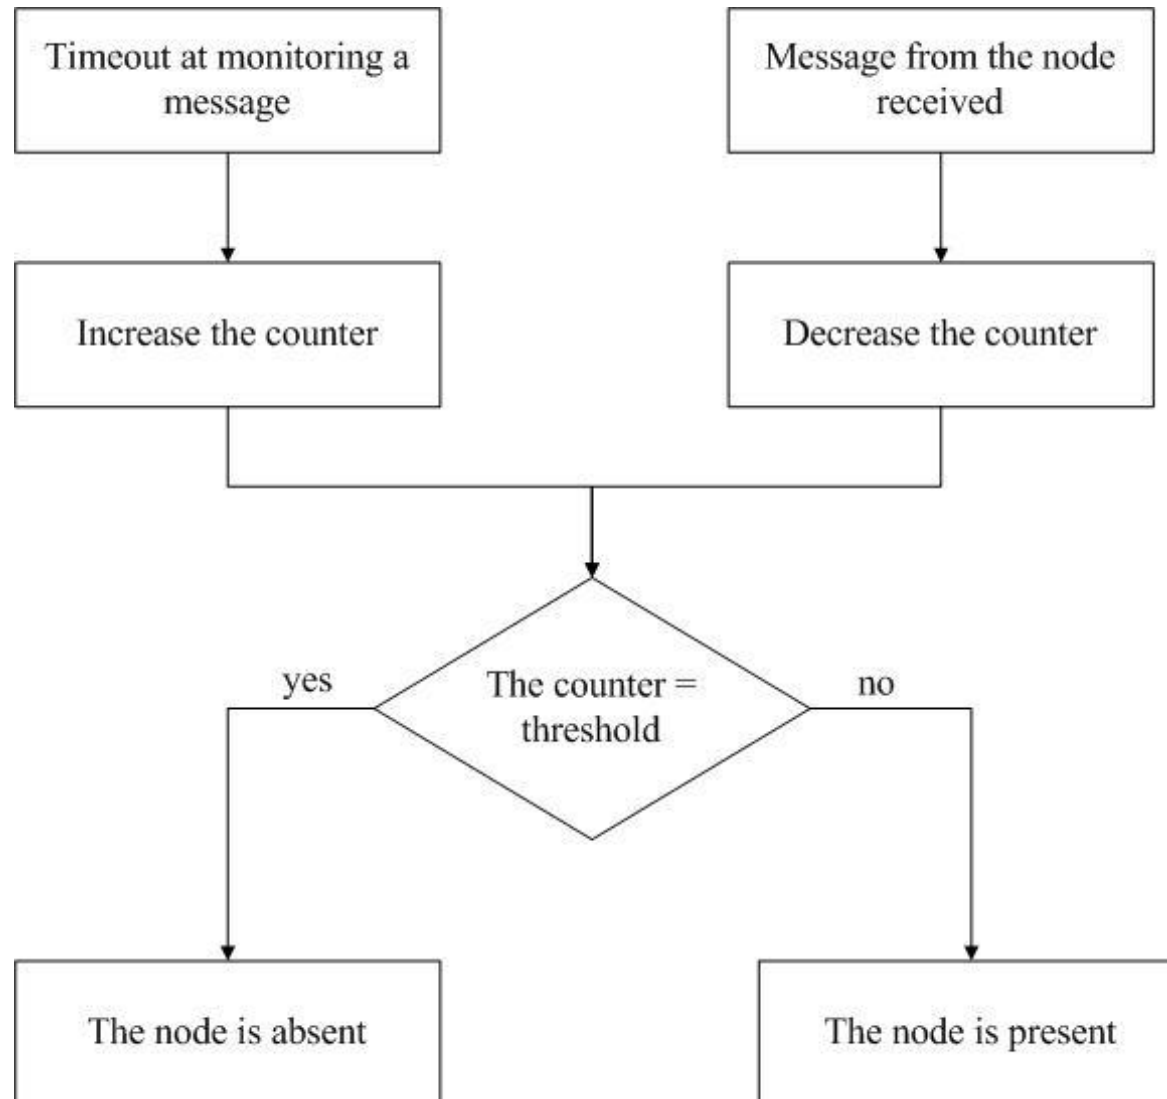 Timeout at monitoring a
message
Message from the node
received
Increase the counter
Decrease the counter
The counter =
threshold
yes
no
The node is absent
The node is present